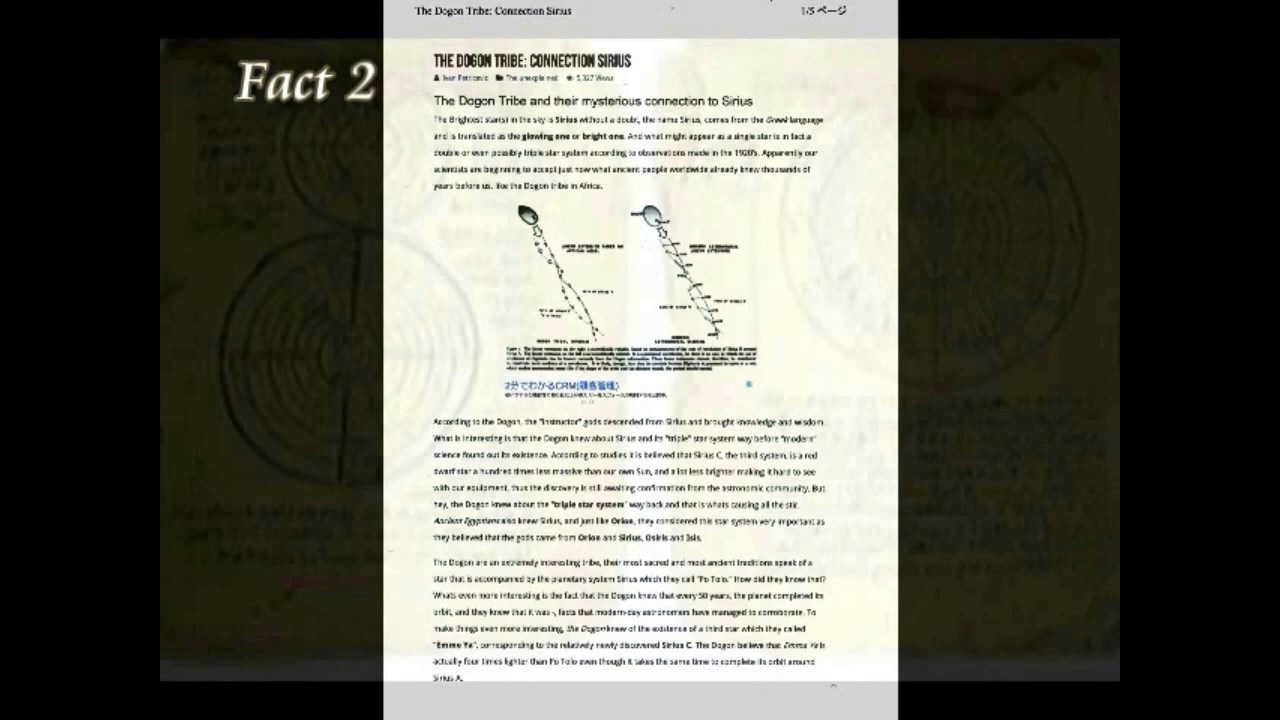 The Dogon Tribe: Connection Sirius
1/5 ページ
Fact 2
THE DOGON TRIBE: CONNECTION SIRIUS
Ivan Petricevic The unexplained 5,327 Views
The Dogon Tribe and their mysterious connection to Sirius
The Brightest star(s) in the sky is Sirius without a doubt, the name Sirius, comes from the Greek language
and is translated as the glowing one or bright one. And what might appear as a single star is in fact a
double or even possibly triple star system according to observations made in the 1920's. Apparently our
scientists are beginning to accept just now what ancient people worldwide already knew thousands of
years before us, like the Dogon tribe in Africa.
2分でわかるCRM(顧客管理)
According to the Dogon, the "Instructor" gods descended from Sirius and brought knowledge and wisdom.
What is interesting is that the Dogon knew about Sirius and its "triple" star system way before "modern"
science found out its existence. According to studies it is believed that Sirius C, the third system, is a red
dwarf star a hundred times less massive than our own Sun, and a lot less brighter making it hard to see
with our equipment, thus the discovery is still awaiting confirmation from the astronomic community. But
hey, the Dogon knew about the "triple star system" way back and that is whats causing all the stir.
Ancient Egyptians also knew Sirius, and just like Orion, they considered this star system very important as
they believed that the gods came from Orion and Sirius, Osiris and Isis.
The Dogon are an extremely interesting tribe, their most sacred and most ancient traditions speak of a
star that is accompanied by the planetary system Sirius which they call "Po Tolo." How did they know that?
Whats even more interesting is the fact that the Dogon knew that every 50 years, the planet completed its
orbit, and they knew that it was -, facts that modern-day astronomers have managed to corroborate. To
make things even more interesting, the Dogon knew of the existence of a third star which they called
"Emme Ya", corresponding to the relatively newly discovered Sirius C. The Dogon believe that Emme Ya is
actually four times lighter than Po Tolo even though it takes the same time to complete its orbit around
Sirius A.